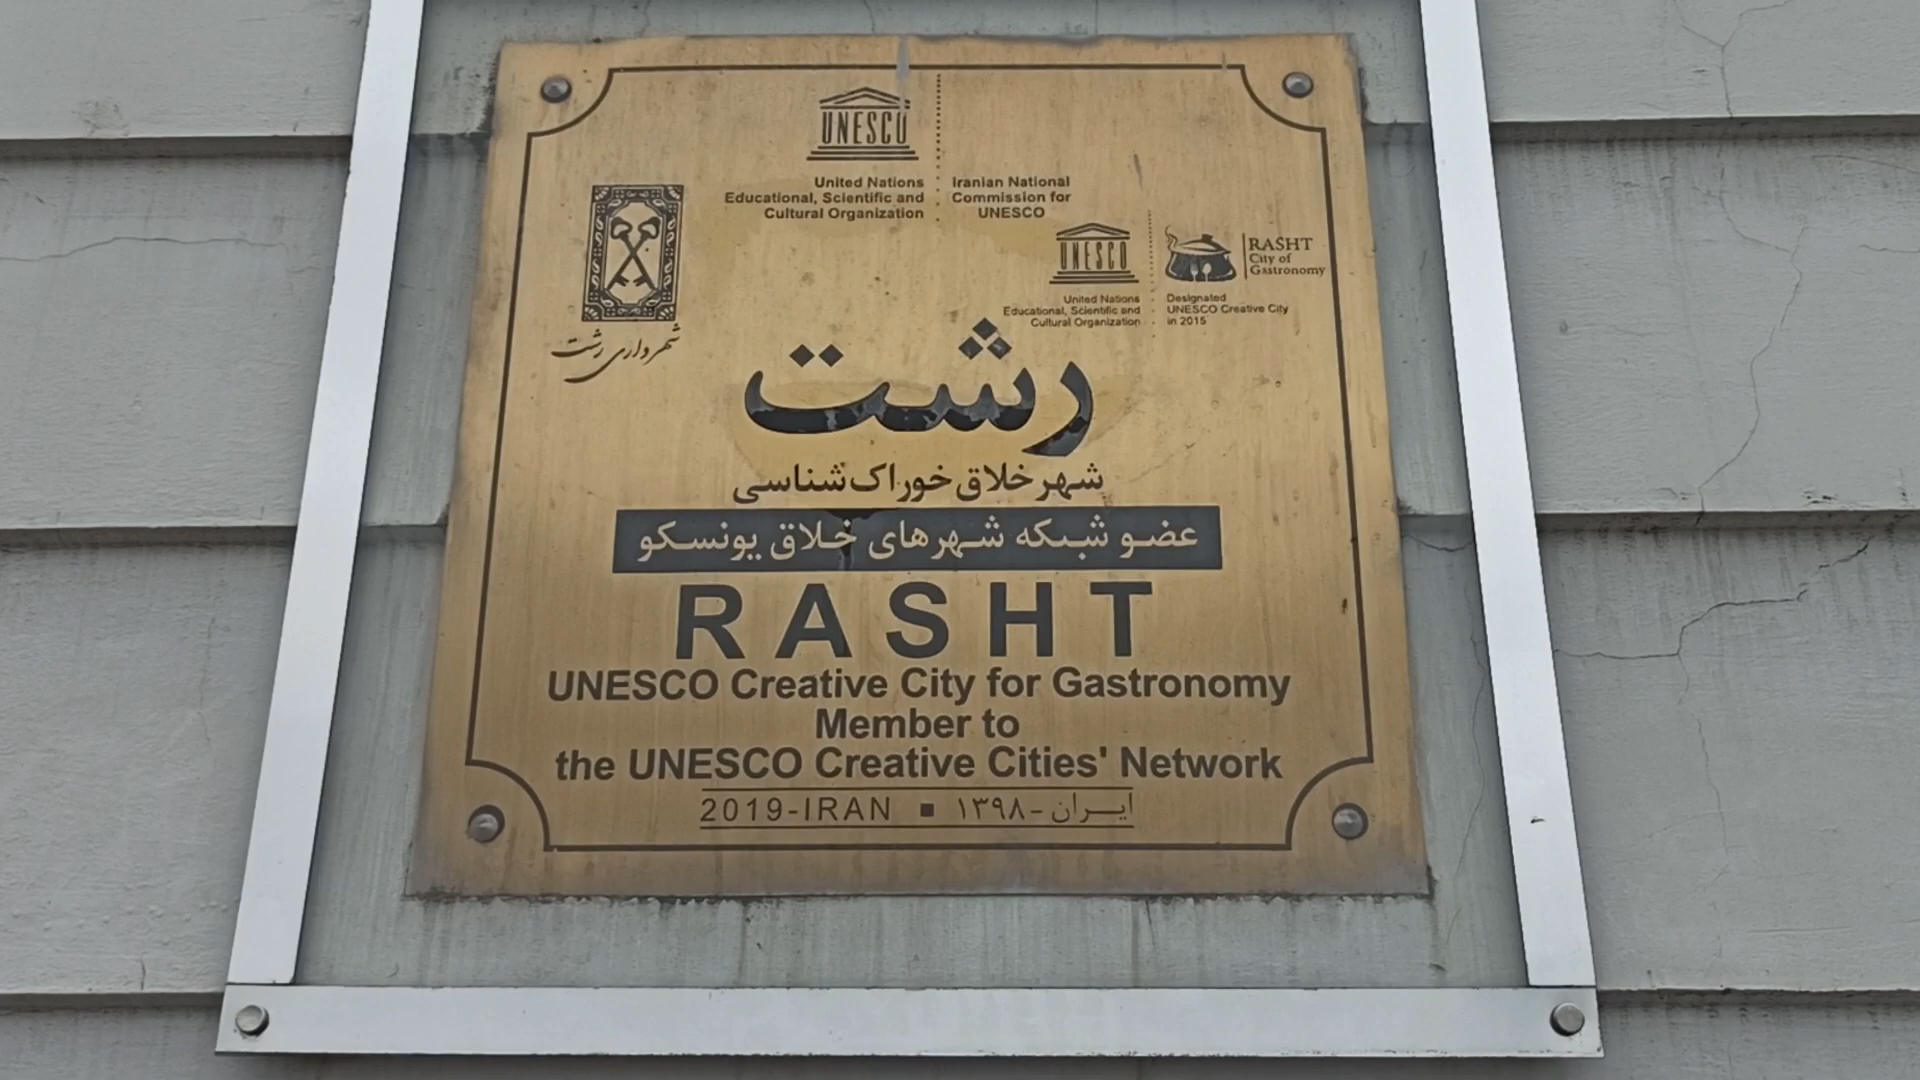 UNESCO
United Nations
Educational, Scientific and
Cultural Organization
Iranian National
Commission for
UNESCO
شهرداری رشت
UNESCO
United Nations
Educational, Scientific and
Cultural Organization
RASHT
City of
Gastronomy
Designated
UNESCO Creative City
in 2015
رشت
شهر خلاق خوراک‌شناسی
عضو شبکه شهرهای خلاق یونسکو
RASHT
UNESCO Creative City for Gastronomy
Member to
the UNESCO Creative Cities' Network
2019-IRAN ▪ ایران-۱۳۹۸